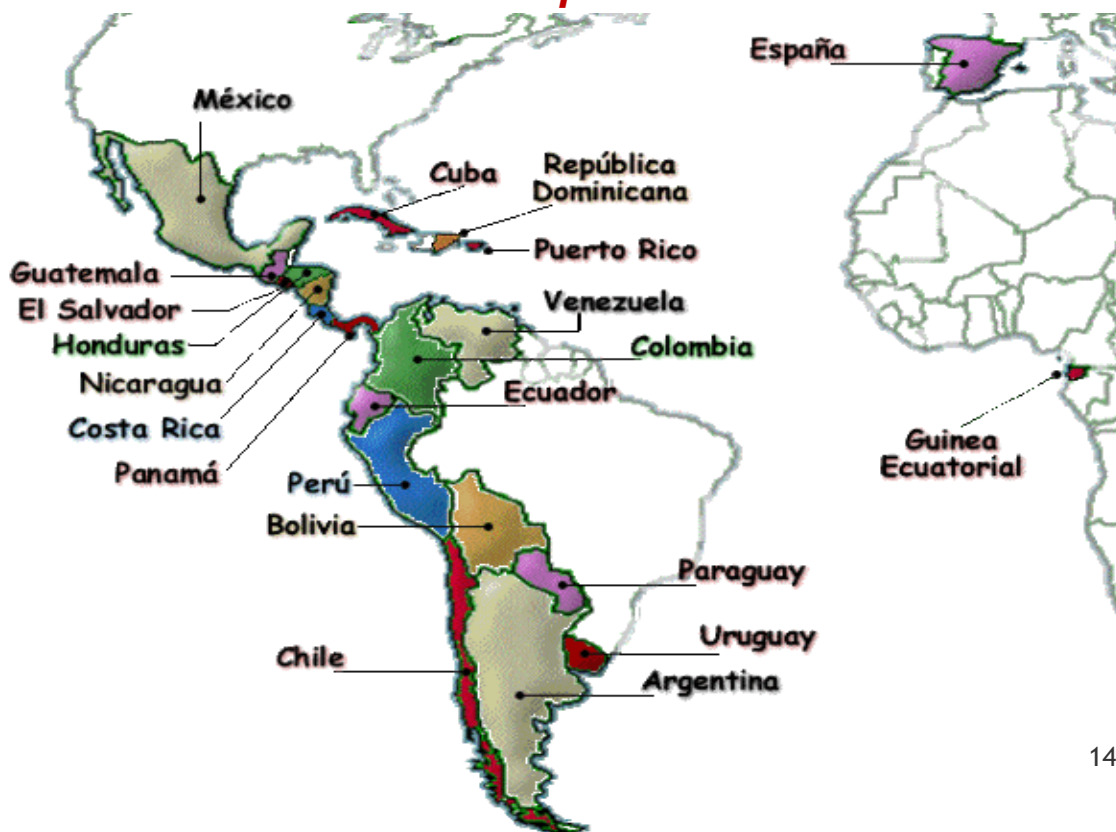 España
México
República
Dominicana
Cuba
Puerto Rico
Guatemala
El Salvador
Honduras
Nicaragua
Costa Rica
Panamá
Venezuela
Colombia
Ecuador
Guinea
Ecuatorial
Perú
Bolivia
Paraguay
Uruguay
Chile
Argentina
14